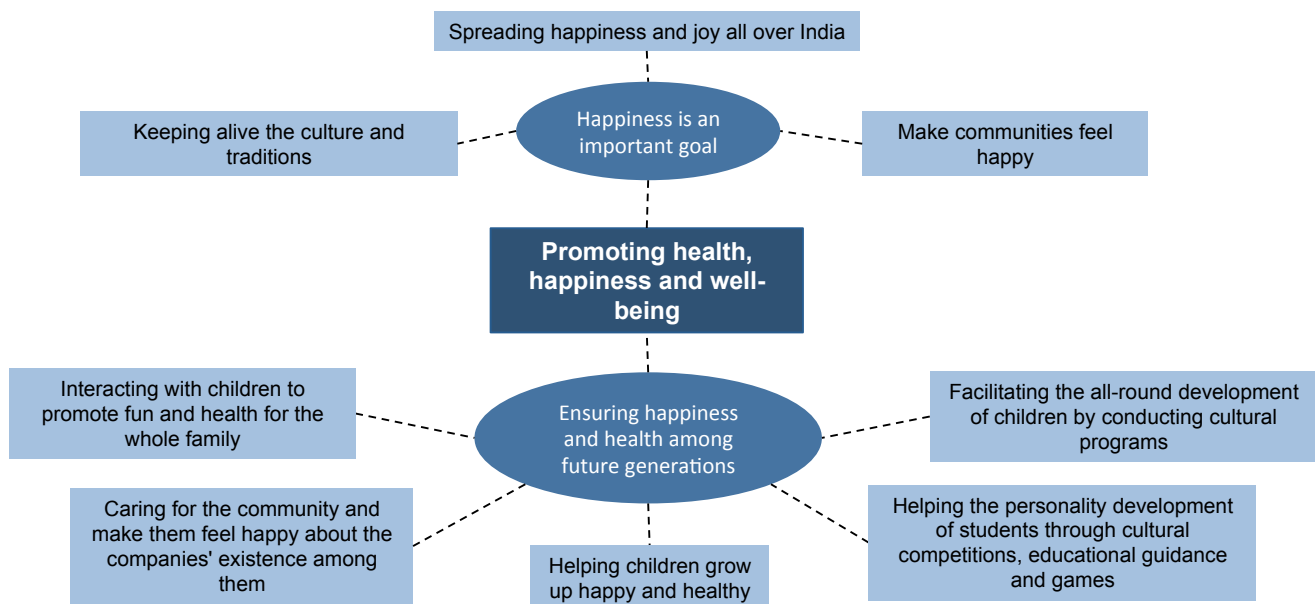 Spreading happiness and joy all over India
Keeping alive the culture and
traditions
Happiness is an
important goal
Make communities feel
happy
Promoting health,
happiness and well-
being
Interacting with children to
promote fun and health for the
whole family
Ensuring happiness
and health among
future generations
Facilitating the all-round development
of children by conducting cultural
programs
Caring for the community and
make them feel happy about the
companies' existence among
them
Helping children grow
up happy and healthy
Helping the personality development
of students through cultural
competitions, educational guidance
and games